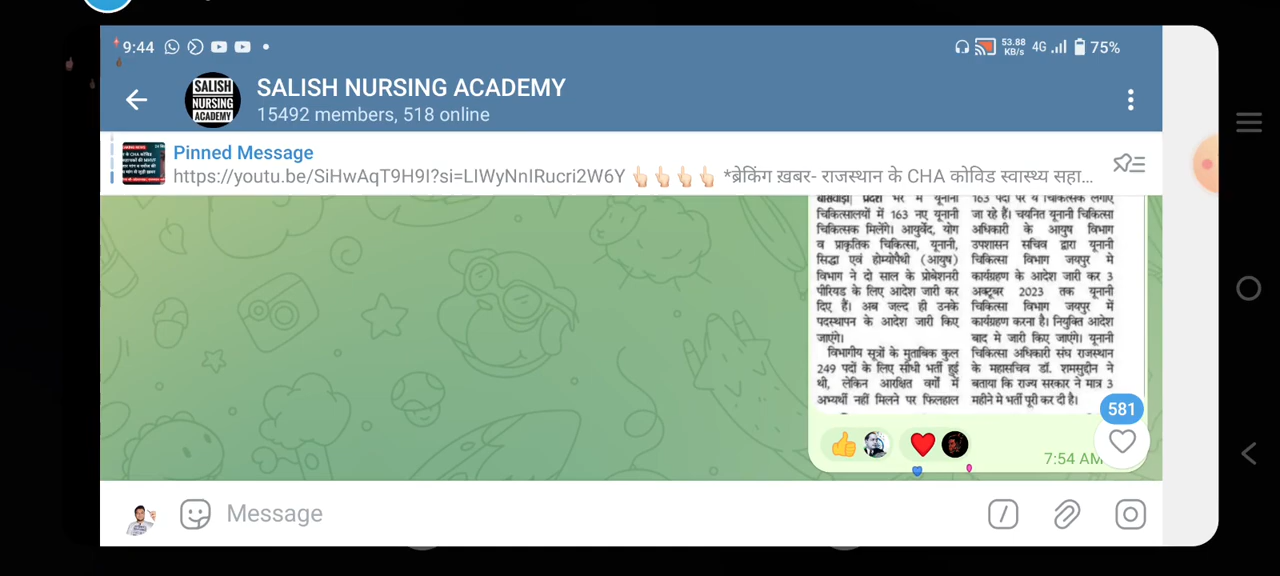 9:44
53.88
KB/s
4G
75%
SALISH
NURSING
ACADEMY
SALISH NURSING ACADEMY
15492 members, 518 online
Pinned Message
https://youtu.be/SiHwAqT9H9I?si=LIWyNnIRucri2W6Y 👆🏻👆🏻👆🏻👆🏻 *ब्रेकिंग ख़बर- राजस्थान के CHA कोविड स्वास्थ्य सहा...
बांसवाड़ा| प्रदेश भर में यूनानी
चिकित्सालयों में 163 नए यूनानी
चिकित्सक मिलेंगे। आयुर्वेद, योग
व प्राकृतिक चिकित्सा, यूनानी,
सिद्धा एवं होम्योपैथी (आयुष)
विभाग ने दो साल के प्रोबेशनरी
पीरियड के लिए आदेश जारी कर
दिए हैं। अब जल्द ही उनके
पदस्थापन के आदेश जारी किए
जाएंगे।
विभागीय सुत्रों के मुताबिक कुल
249 पदों के लिए सीधी भर्ती हुई
थी, लेकिन आरक्षित वर्गो में
अभ्यर्थी नहीं मिलने पर फिलहाल
163 पदों पर ये चिकित्सक लगाए
जा रहे हैं। चयनित यूनानी चिकित्सा
अधिकारी के आयुष विभाग
उपशासन सचिव द्वारा यूनानी
चिकित्सा विभाग जयपुर मे
कार्यग्रहण के आदेश जारी कर 3
अक्टूबर 2023 तक यूनानी
चिकित्सा विभाग जयपुर में
कार्यग्रहण करना है। नियुक्ति आदेश
बाद मे जारी किए जाएंगे। यूनानी
चिकित्सा अधिकारी संघ राजस्थान
के महासचिव डॉ. शमसुद्दीन ने
बताया कि राज्य सरकार ने मात्र 3
महीने मे भर्ती पूरी कर दी है।
581
7:54 AM
Message